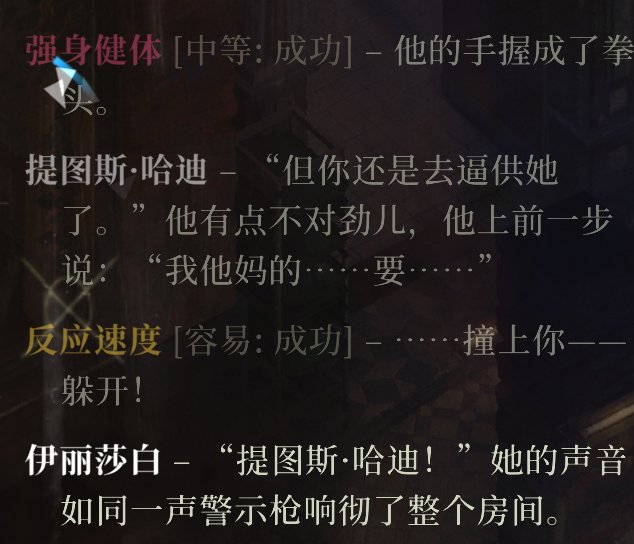 强身健体 [中等: 成功] – 他的手握成了拳
头。
提图斯·哈迪 – “但你还是去逼供她
了。”他有点不对劲儿，他上前一步
说：“我他妈的……要……”
反应速度 [容易: 成功] – ……撞上你——
躲开！
伊丽莎白 – “提图斯·哈迪！”她的声音
如同一声警示枪响彻了整个房间。